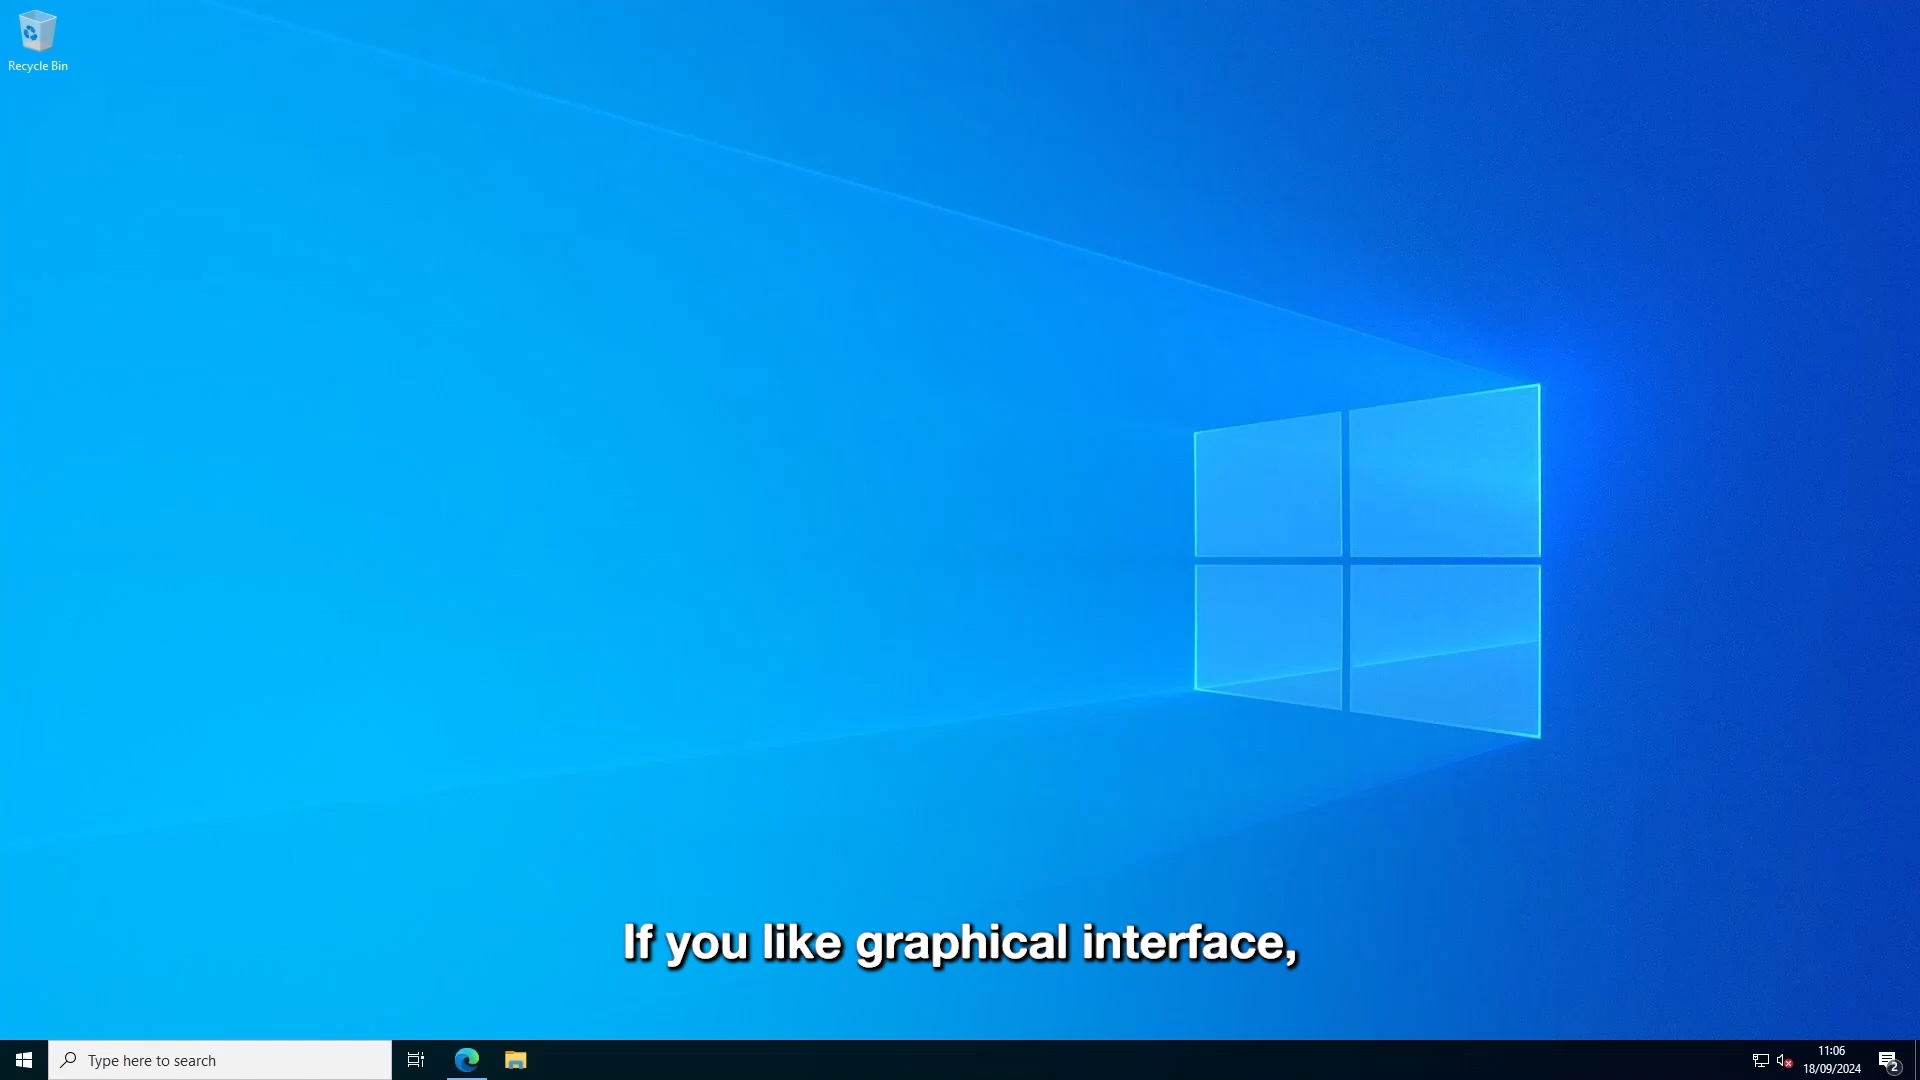 Recycle Bin
If you like graphical interface,
Type here to search
11:06
18/09/2024
2